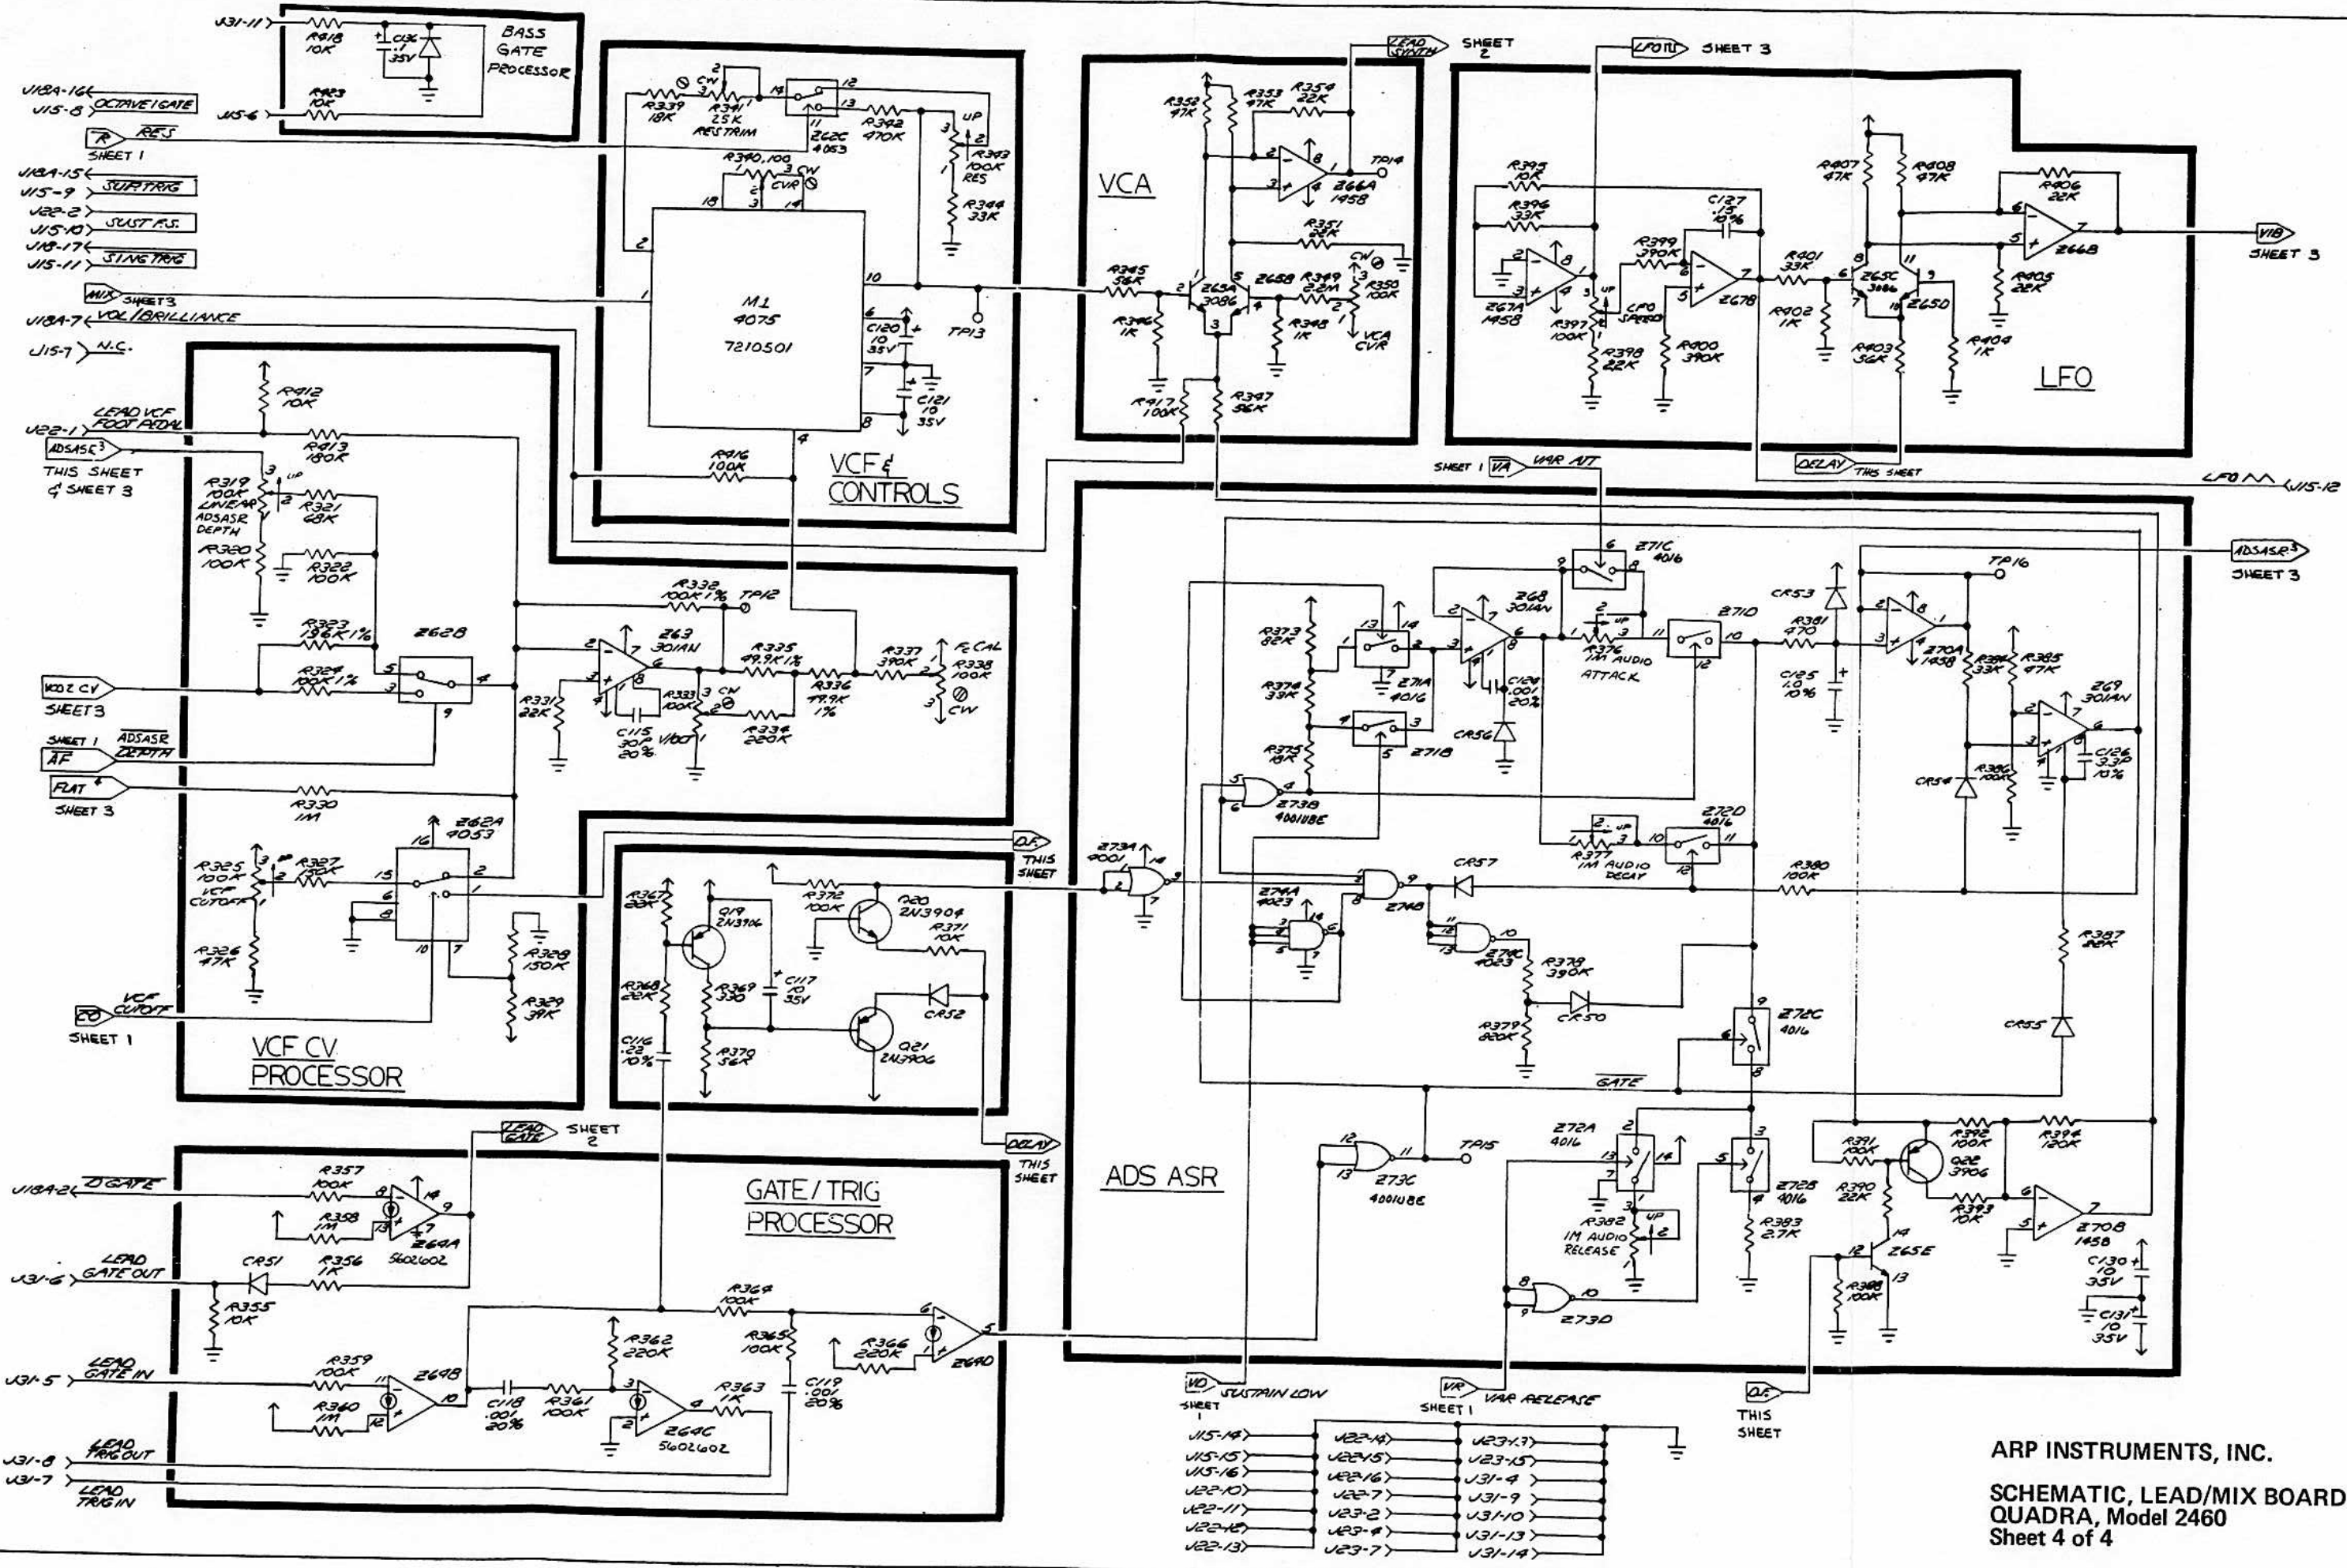 J31-11
R418
10K
C136
.1
35V
BASS
GATE
PROCESSOR
R423
10K
J15-6
J18A-16
J15-8 OCTAVE 1 GATE
R RES
SHEET 1
J18A-15
J15-9 SUP TRIG
J22-2
J15-10 SUST F.S.
J18-17
J15-11 SING TRIG
MIX SHEET 3
J18A-7 VOL/BRILLIANCE
J15-7 N.C.
R339
18K
CW
R341
25K
RES TRIM
Z62C
4053
R342
470K
UP
R343
100K
RES
R344
33K
R340, 100
CW
CVR
M1
4075
7210501
C120
10
35V
C121
10
35V
TP13
R416
100K
VCF &
CONTROLS
LEAD
SYNTH
SHEET
2
VCA
R352
47K
R353
47K
R354
22K
Z66A
1458
TP14
R351
22K
R345
56K
R346
1K
Z65A
3086
Z65B
R349
2.2M
R348
1K
CW
R350
100K
VCA
CVR
R417
100K
R347
56K
LFO
SHEET 3
R395
10K
R396
33K
Z67A
1458
R397
100K
UP
LFO
SPEED
R398
22K
R399
390K
R400
390K
C127
.15
10%
Z67B
R401
33K
R402
1K
R407
47K
R408
47K
Z65C
3086
Z65D
R403
56K
R404
1K
R406
22K
R405
22K
Z66B
VIB
SHEET 3
LFO
DELAY THIS SHEET
LFO J15-12
LEAD VCF
FOOT PEDAL
J22-1
ADSASR 3
THIS SHEET
& SHEET 3
R412
10K
R413
180K
R319
100K
LINEAR
ADSASR
DEPTH
UP
R321
68K
R320
100K
R322
100K
R323
196K 1%
R324
100K 1%
Z62B
VCO2 CV
SHEET 3
SHEET 1 ADSASR
AF DEPTH
FLAT
SHEET 3
R330
1M
R332
100K 1%
TP12
Z63
301AN
R331
22K
C115
30P
20%
R333
100K
CW
V/OCT
R335
49.9K 1%
R334
220K
R336
49.9K
1%
R337
390K
FC CAL
R338
100K
CW
Z62A
4053
R325
100K
VCF
CUTOFF
UP
R327
150K
R326
47K
R328
150K
R329
39K
CO VCF
CUTOFF
SHEET 1
VCF CV
PROCESSOR
R367
22K
Q19
2N3906
R368
22K
C116
.22
10%
R369
330
R370
56K
C117
10
35V
R372
100K
Q20
2N3904
R371
10K
CR52
Q21
2N3906
D.F.
THIS
SHEET
DELAY
THIS
SHEET
SHEET 1 VA VAR ATT
Z71C
4016
R373
82K
R374
33K
R375
18K
Z71A
4016
Z71B
Z68
301AN
C124
.001
20%
CR56
R376
1M AUDIO
ATTACK
UP
Z71D
CR53
R381
470
C125
1.0
10%
Z70A
1458
TP16
R384
33K
R385
47K
Z69
301AN
R386
100K
C126
3.3P
10%
CR54
ADSASR 3
SHEET 3
Z73B
4001UBE
Z72D
4016
R377
1M AUDIO
DECAY
UP
R380
100K
Z73A
4001
Z74A
4023
Z74B
CR57
Z74C
4023
R378
390K
R379
820K
CR50
Z72C
4016
R387
22K
CR55
GATE
Z73C
4001UBE
TP15
Z72A
4016
R382
1M AUDIO
RELEASE
UP
Z72B
4016
R383
2.7K
Z73D
R391
100K
R392
100K
R394
120K
Q22
3906
R390
22K
R393
10K
Z65E
Z70B
1458
C130
10
35V
C131
10
35V
ADS ASR
LEAD
GATE
SHEET
2
J18A-2 D GATE
R357
100K
R358
1M
Z64A
5602602
LEAD
J31-6 GATE OUT
CR51
R356
1K
R355
10K
GATE/TRIG
PROCESSOR
LEAD
J31-5 GATE IN
R359
100K
R360
1M
Z64B
C118
.001
20%
R361
100K
R362
220K
Z64C
5602602
R363
1K
R364
100K
R365
100K
C119
.001
20%
R366
220K
Z64D
LEAD
J31-8 TRIG OUT
J31-7
LEAD
TRIG IN
SUSTAIN LOW
SHEET
1
VR VAR RELEASE
SHEET 1
D.F.
THIS
SHEET
J15-14 J22-14 J23-13
J15-15 J22-15 J23-15
J15-16 J22-16 J31-4
J22-10 J22-7 J31-9
J22-11 J23-2 J31-10
J22-12 J23-4 J31-13
J22-13 J23-7 J31-14
ARP INSTRUMENTS, INC.
SCHEMATIC, LEAD/MIX BOARD
QUADRA, Model 2460
Sheet 4 of 4